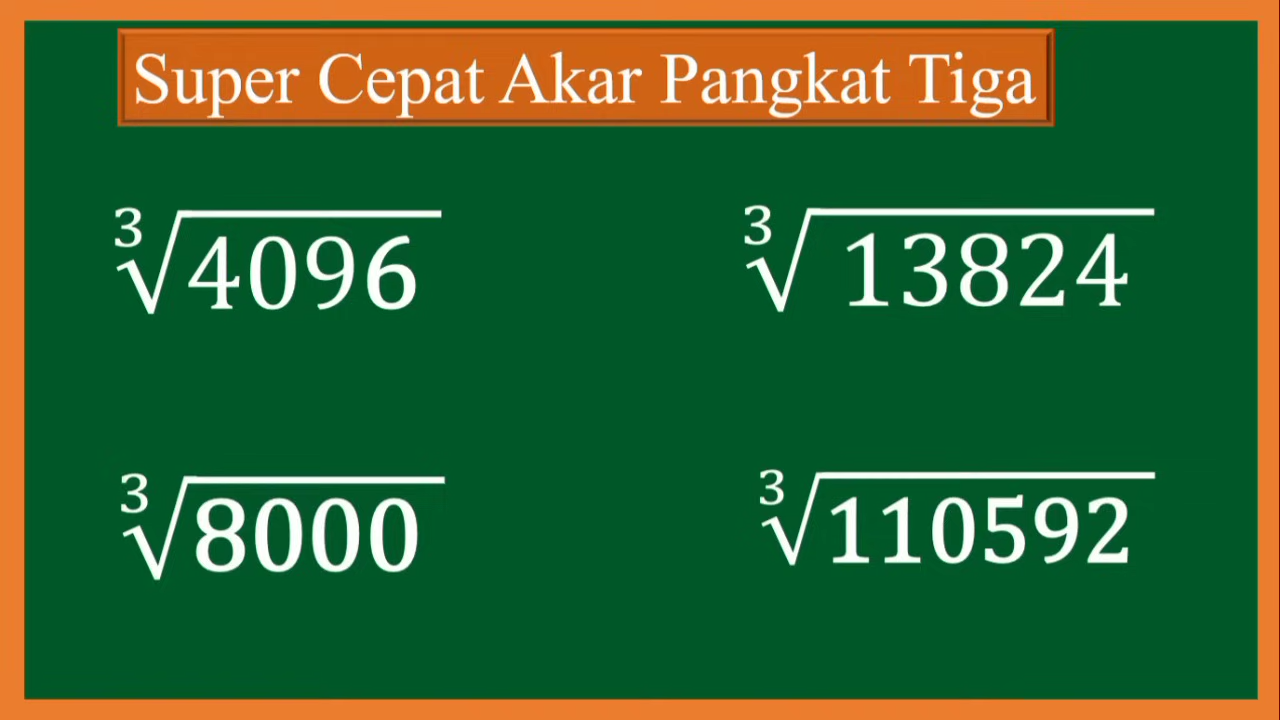 Super Cepat Akar Pangkat Tiga
∛4096
∛13824
∛8000
∛110592